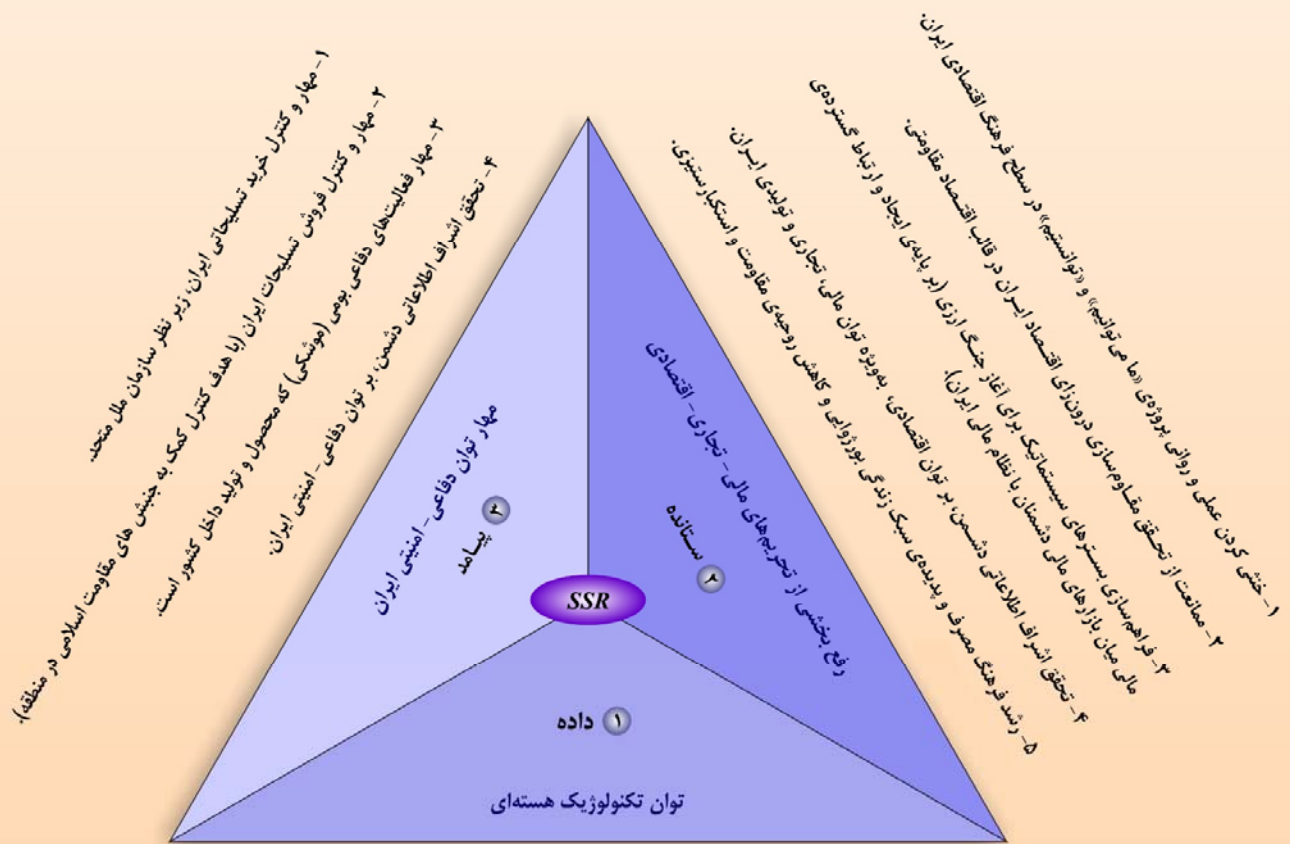 ۱- خنثی کردن عملی و روانی پروژه‌ی «ما می‌توانیم» و «توانستیم» در سطح فرهنگ اقتصادی ایران.
۲- ممانعت از تحقق مقاوم‌سازی درون‌زای اقتصاد ایران در قالب اقتصاد مقاومتی.
۳- فراهم‌سازی بسترهای سیستماتیک برای آغاز جنگ ارزی (بر پایه‌ی ایجاد و ارتباط گسترده‌ی
مالی میان بازارهای مالی دشمنان با نظام مالی ایران).
۴- تحقق اشراف اطلاعاتی دشمن، بر توان اقتصادی، به‌ویژه توان مالی، تجاری و تولیدی ایران.
۵- رشد فرهنگ مصرف و پدیده‌ی سبک زندگی بورژوایی و کاهش روحیه‌ی مقاومت و استکبارستیزی.
۱- مهار و کنترل خرید تسلیحاتی ایران، زیر نظر سازمان ملل متحد.
۲- مهار و کنترل فروش تسلیحات ایران (با هدف کنترل کمک به جنبش های مقاومت اسلامی در منطقه).
۳- مهار فعالیت‌های دفاعی بومی (موشکی) که محصول و تولید داخل کشور است.
۴- تحقق اشراف اطلاعاتی دشمن، بر توان دفاعی- امنیتی ایران.
رفع بخشی از تحریم‌های مالی- تجاری- اقتصادی
۲ ستانده
مهار توان دفاعی- امنیتی ایران
۳ پیامد
SSR
۱ داده
توان تکنولوژیک هسته‌ای